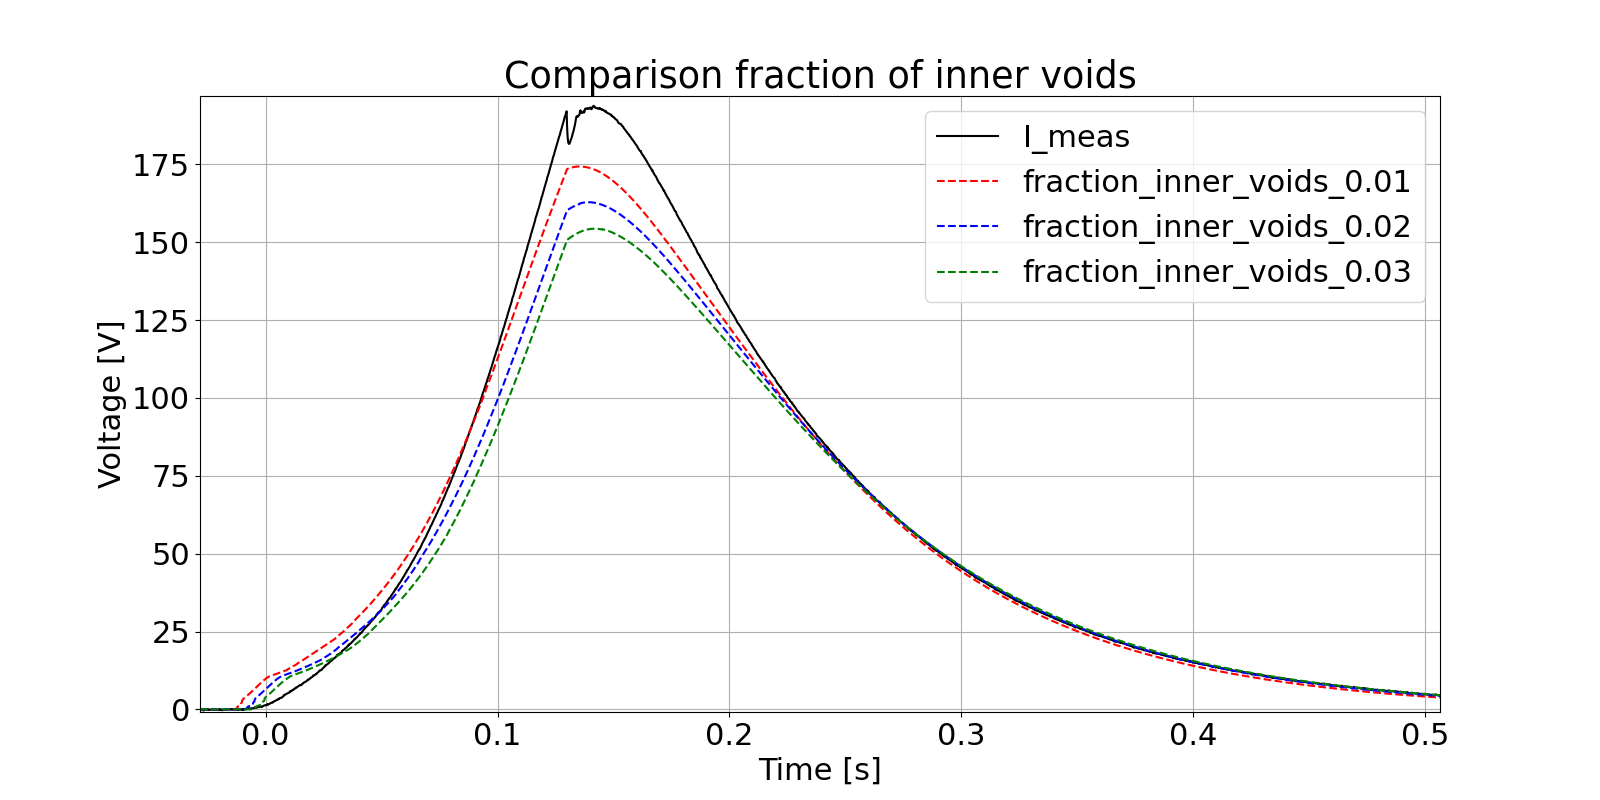 Comparison fraction of inner voids
I_meas
fraction_inner_voids_0.01
fraction_inner_voids_0.02
fraction_inner_voids_0.03
Voltage [V]
175
150
125
100
75
50
25
0
0.0 0.1 0.2 0.3 0.4 0.5
Time [s]